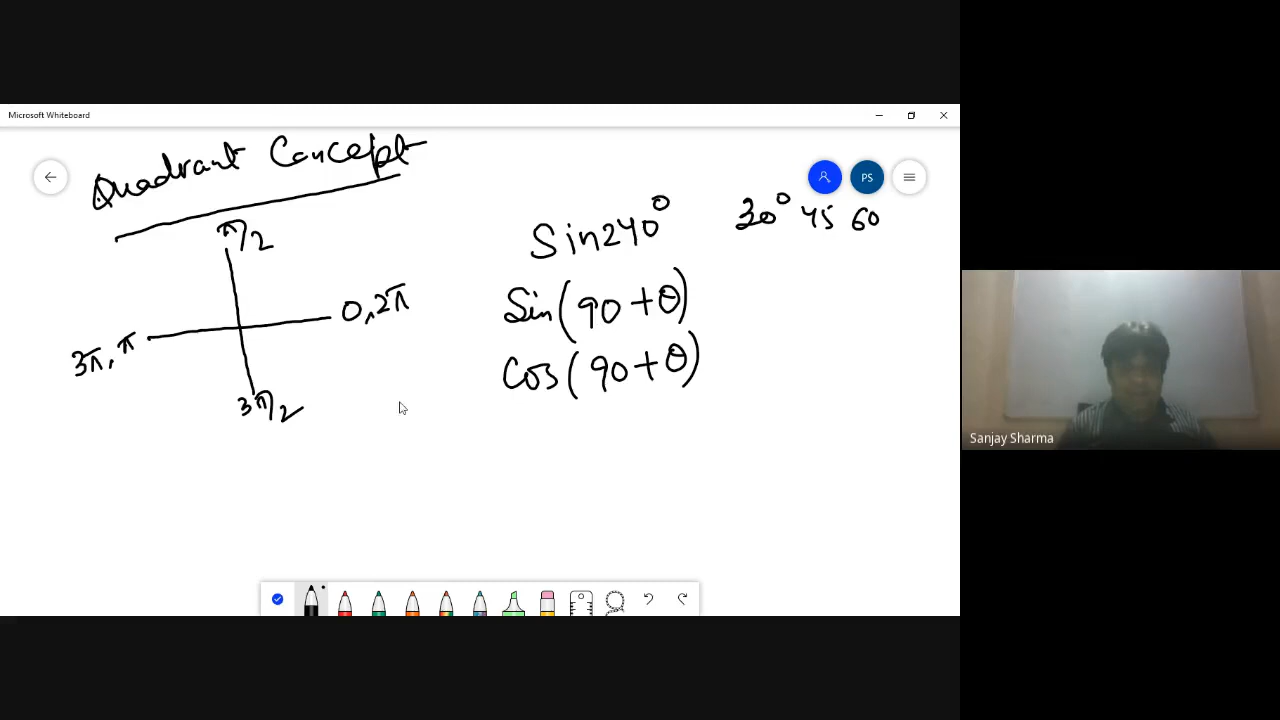 Microsoft Whiteboard
Quadrant Concept
PS
π/2
0, 2π
3π, π
3π/2
Sin240°
30° 45 60
Sin(90+θ)
Cos(90+θ)
Sanjay Sharma